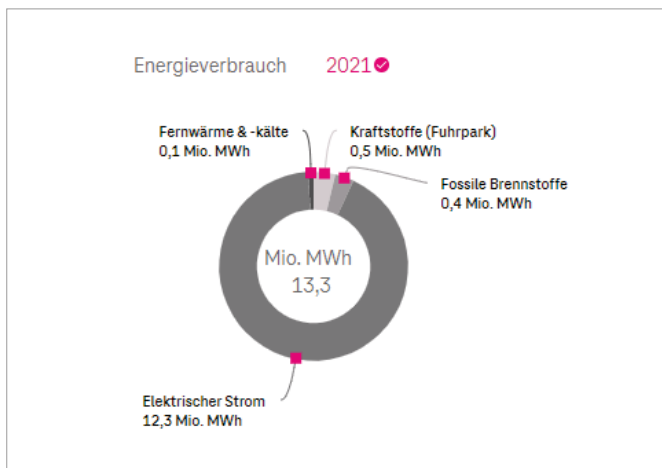 Energieverbrauch 2021
Fernwärme & -kälte
0,1 Mio. MWh
Kraftstoffe (Fuhrpark)
0,5 Mio. MWh
Fossile Brennstoffe
0,4 Mio. MWh
Mio. MWh
13,3
Elektrischer Strom
12,3 Mio. MWh